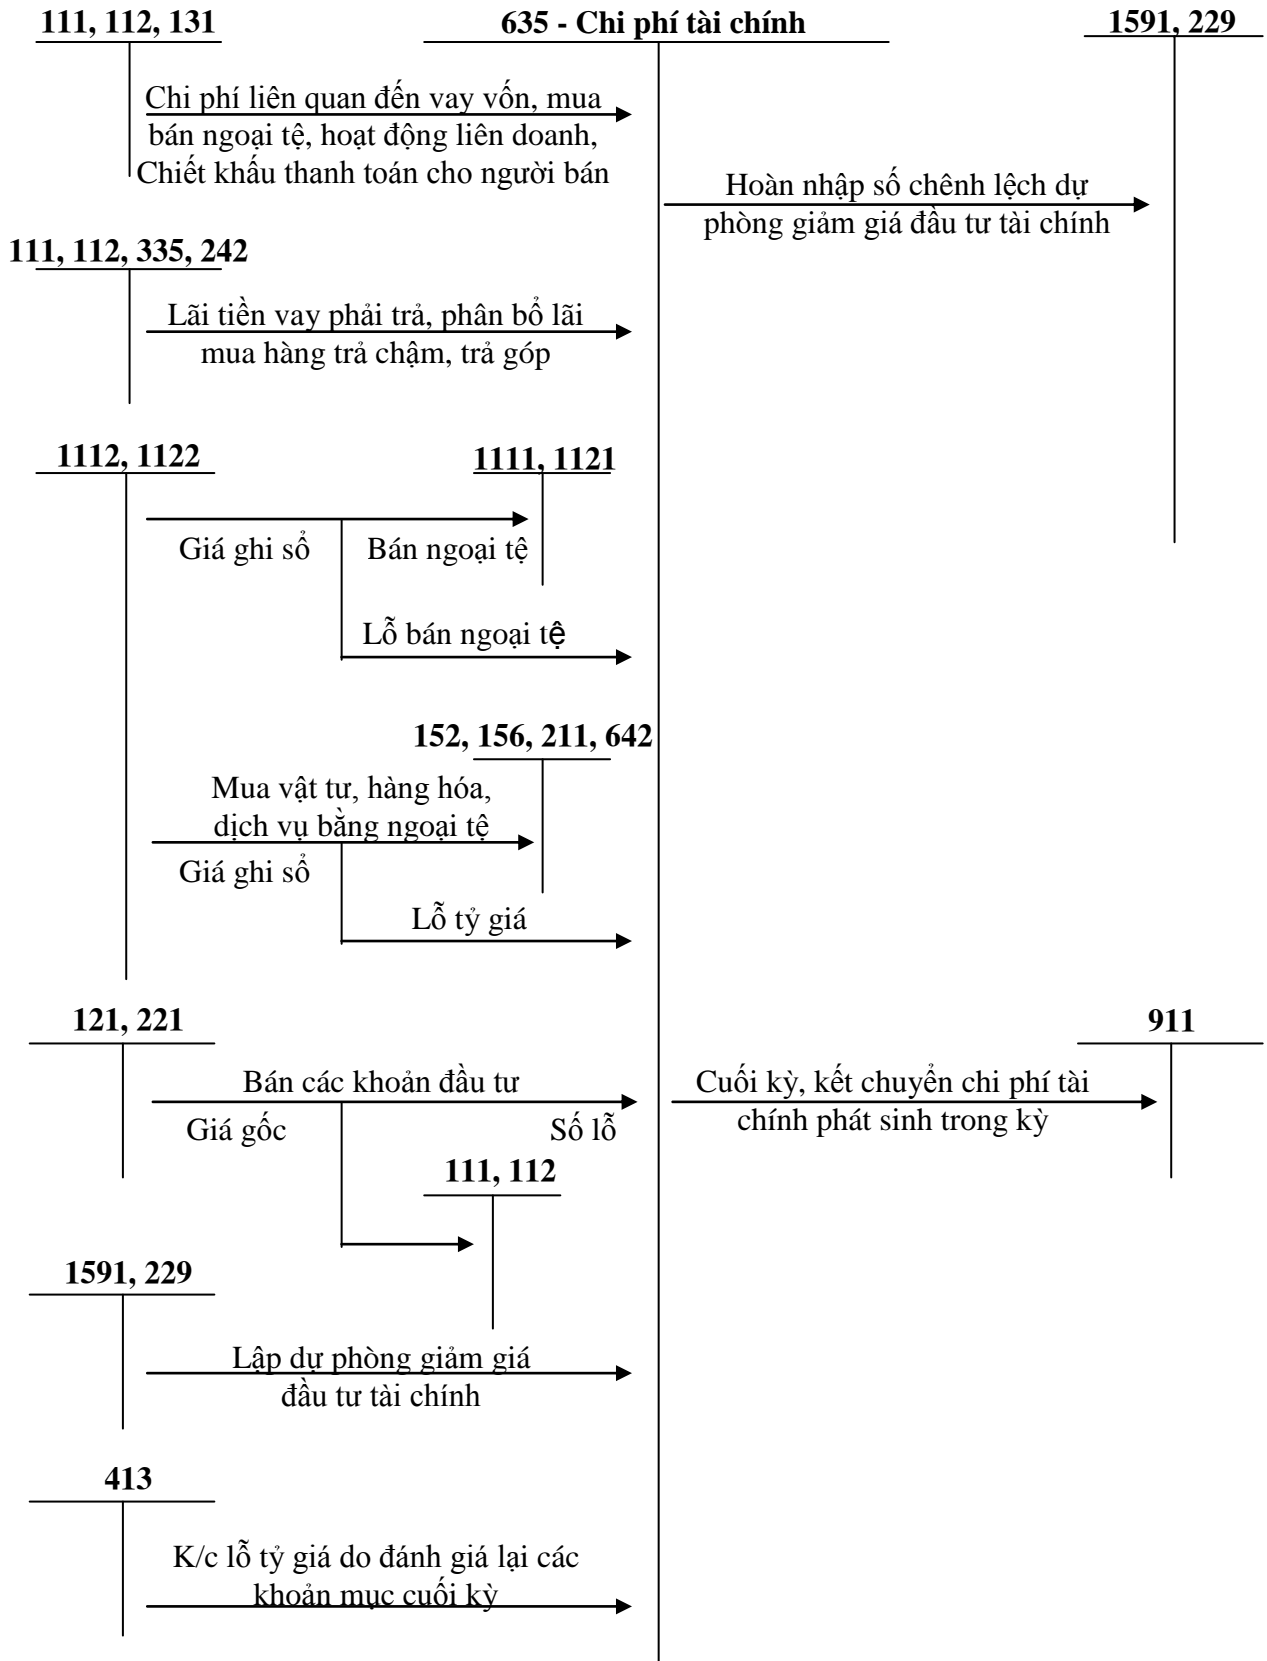 111, 112, 131
635 - Chi phí tài chính
1591, 229
Chi phí liên quan đến vay vốn, mua
bán ngoại tệ, hoạt động liên doanh,
Chiết khấu thanh toán cho người bán
Hoàn nhập số chênh lệch dự
phòng giảm giá đầu tư tài chính
111, 112, 335, 242
Lãi tiền vay phải trả, phân bổ lãi
mua hàng trả chậm, trả góp
1112, 1122
1111, 1121
Giá ghi sổ
Bán ngoại tệ
Lỗ bán ngoại tệ
152, 156, 211, 642
Mua vật tư, hàng hóa,
dịch vụ bằng ngoại tệ
Giá ghi sổ
Lỗ tỷ giá
121, 221
911
Bán các khoản đầu tư
Giá gốc
Số lỗ
Cuối kỳ, kết chuyển chi phí tài
chính phát sinh trong kỳ
111, 112
1591, 229
Lập dự phòng giảm giá
đầu tư tài chính
413
K/c lỗ tỷ giá do đánh giá lại các
khoản mục cuối kỳ